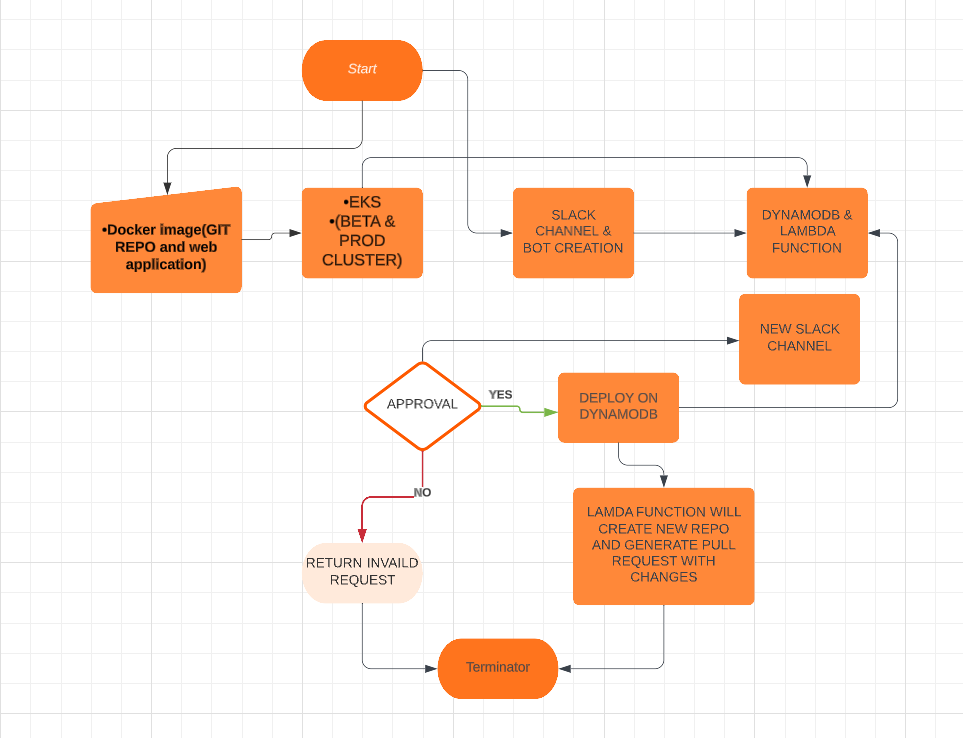 Start
•Docker image(GIT
REPO and web
application)
•EKS
•(BETA &
PROD
CLUSTER)
SLACK
CHANNEL &
BOT CREATION
DYNAMODB &
LAMBDA
FUNCTION
NEW SLACK
CHANNEL
APPROVAL
YES
DEPLOY ON
DYNAMODB
NO
LAMDA FUNCTION WILL
CREATE NEW REPO
AND GENERATE PULL
REQUEST WITH
CHANGES
RETURN INVAILD
REQUEST
Terminator